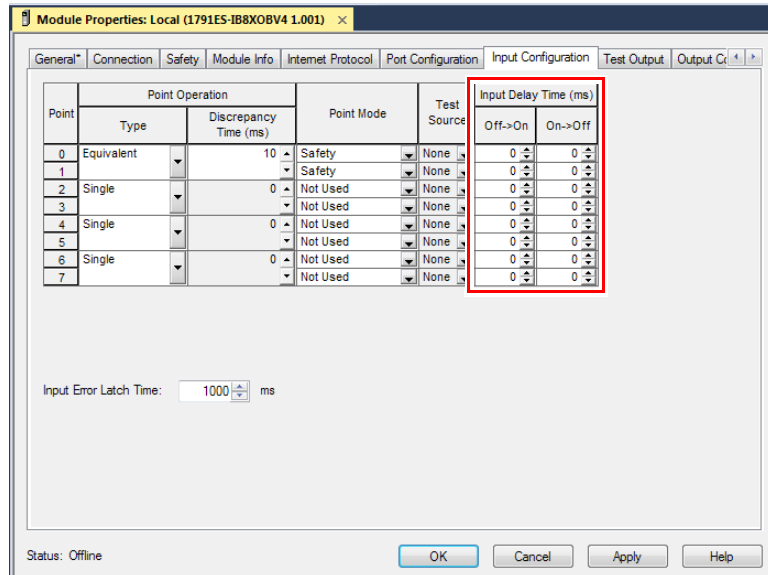 Module Properties: Local (1791ES-IB8XOBV4 1.001) ×
General* Connection Safety Module Info Internet Protocol Port Configuration Input Configuration Test Output Output Co
Point Point Operation Point Mode Test Source Input Delay Time (ms)
Type Discrepancy Time (ms) Off->On On->Off
0 Equivalent 10 Safety None 0 0
1 Safety None 0 0
2 Single 0 Not Used None 0 0
3 Not Used None 0 0
4 Single 0 Not Used None 0 0
5 Not Used None 0 0
6 Single 0 Not Used None 0 0
7 Not Used None 0 0
Input Error Latch Time: 1000 ms
Status: Offline OK Cancel Apply Help